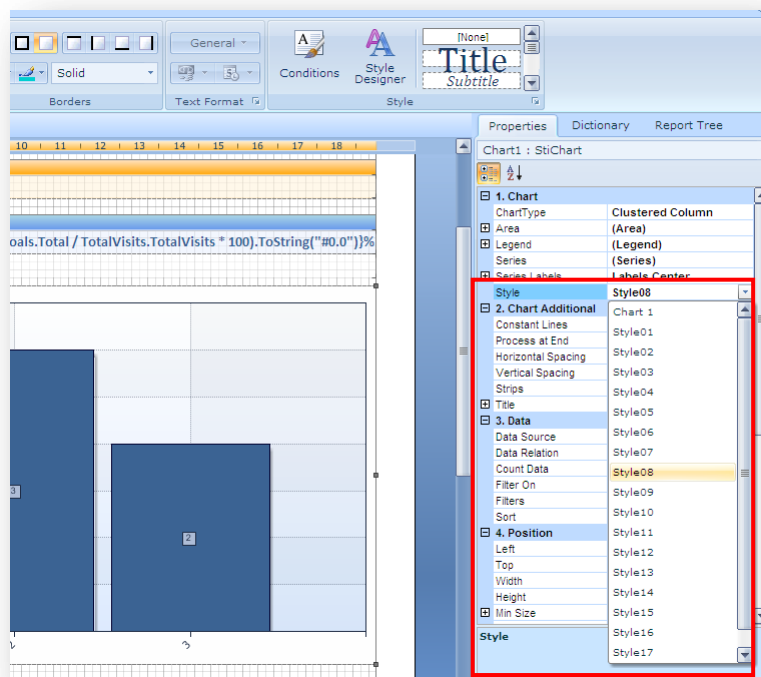 General
[None]
Title
Subtitle
Conditions
Style Designer
Solid
Borders
Text Format
Style
Properties
Dictionary
Report Tree
10 11 12 13 14 15 16 17 18
Chart1 : StiChart
1. Chart
ChartType Clustered Column
Area (Area)
Legend (Legend)
Series (Series)
Series Labels Labels Center
Style Style08
2. Chart Additional
Constant Lines
Process at End
Horizontal Spacing
Vertical Spacing
Strips
Title
3. Data
Data Source
Data Relation
Count Data
Filter On
Filters
Sort
4. Position
Left
Top
Width
Height
Min Size
Style
Chart 1
Style01
Style02
Style03
Style04
Style05
Style06
Style07
Style08
Style09
Style10
Style11
Style12
Style13
Style14
Style15
Style16
Style17
oals.Total / TotalVisits.TotalVisits * 100).ToString("#0.0")}%
3
2
2
3